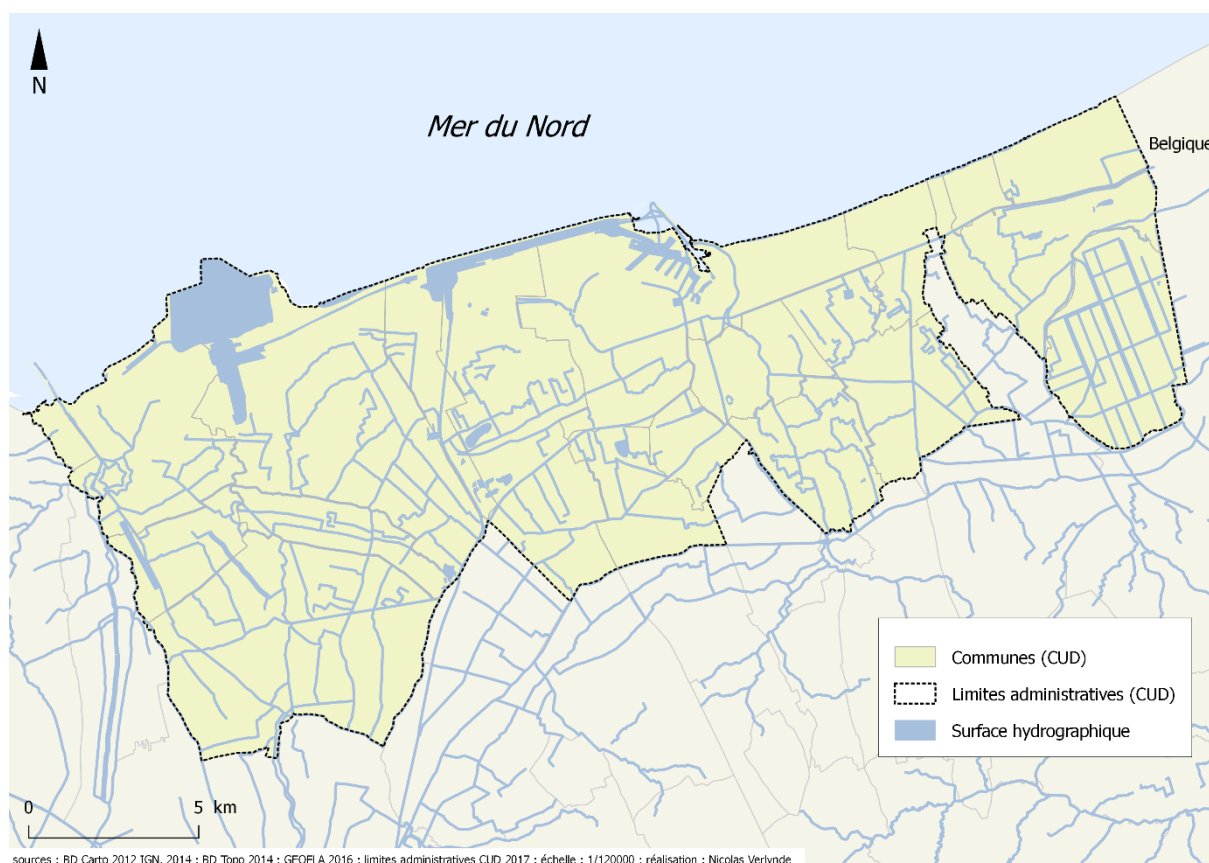 N
Mer du Nord
Belgique
Communes (CUD)
Limites administratives (CUD)
Surface hydrographique
0 5 km
sources : BD Carto 2012 IGN, 2014 ; BD Topo 2014 ; GEOFLA 2016 ; limites administratives CUD 2017 ; échelle : 1/120000 ; réalisation : Nicolas Verlynde